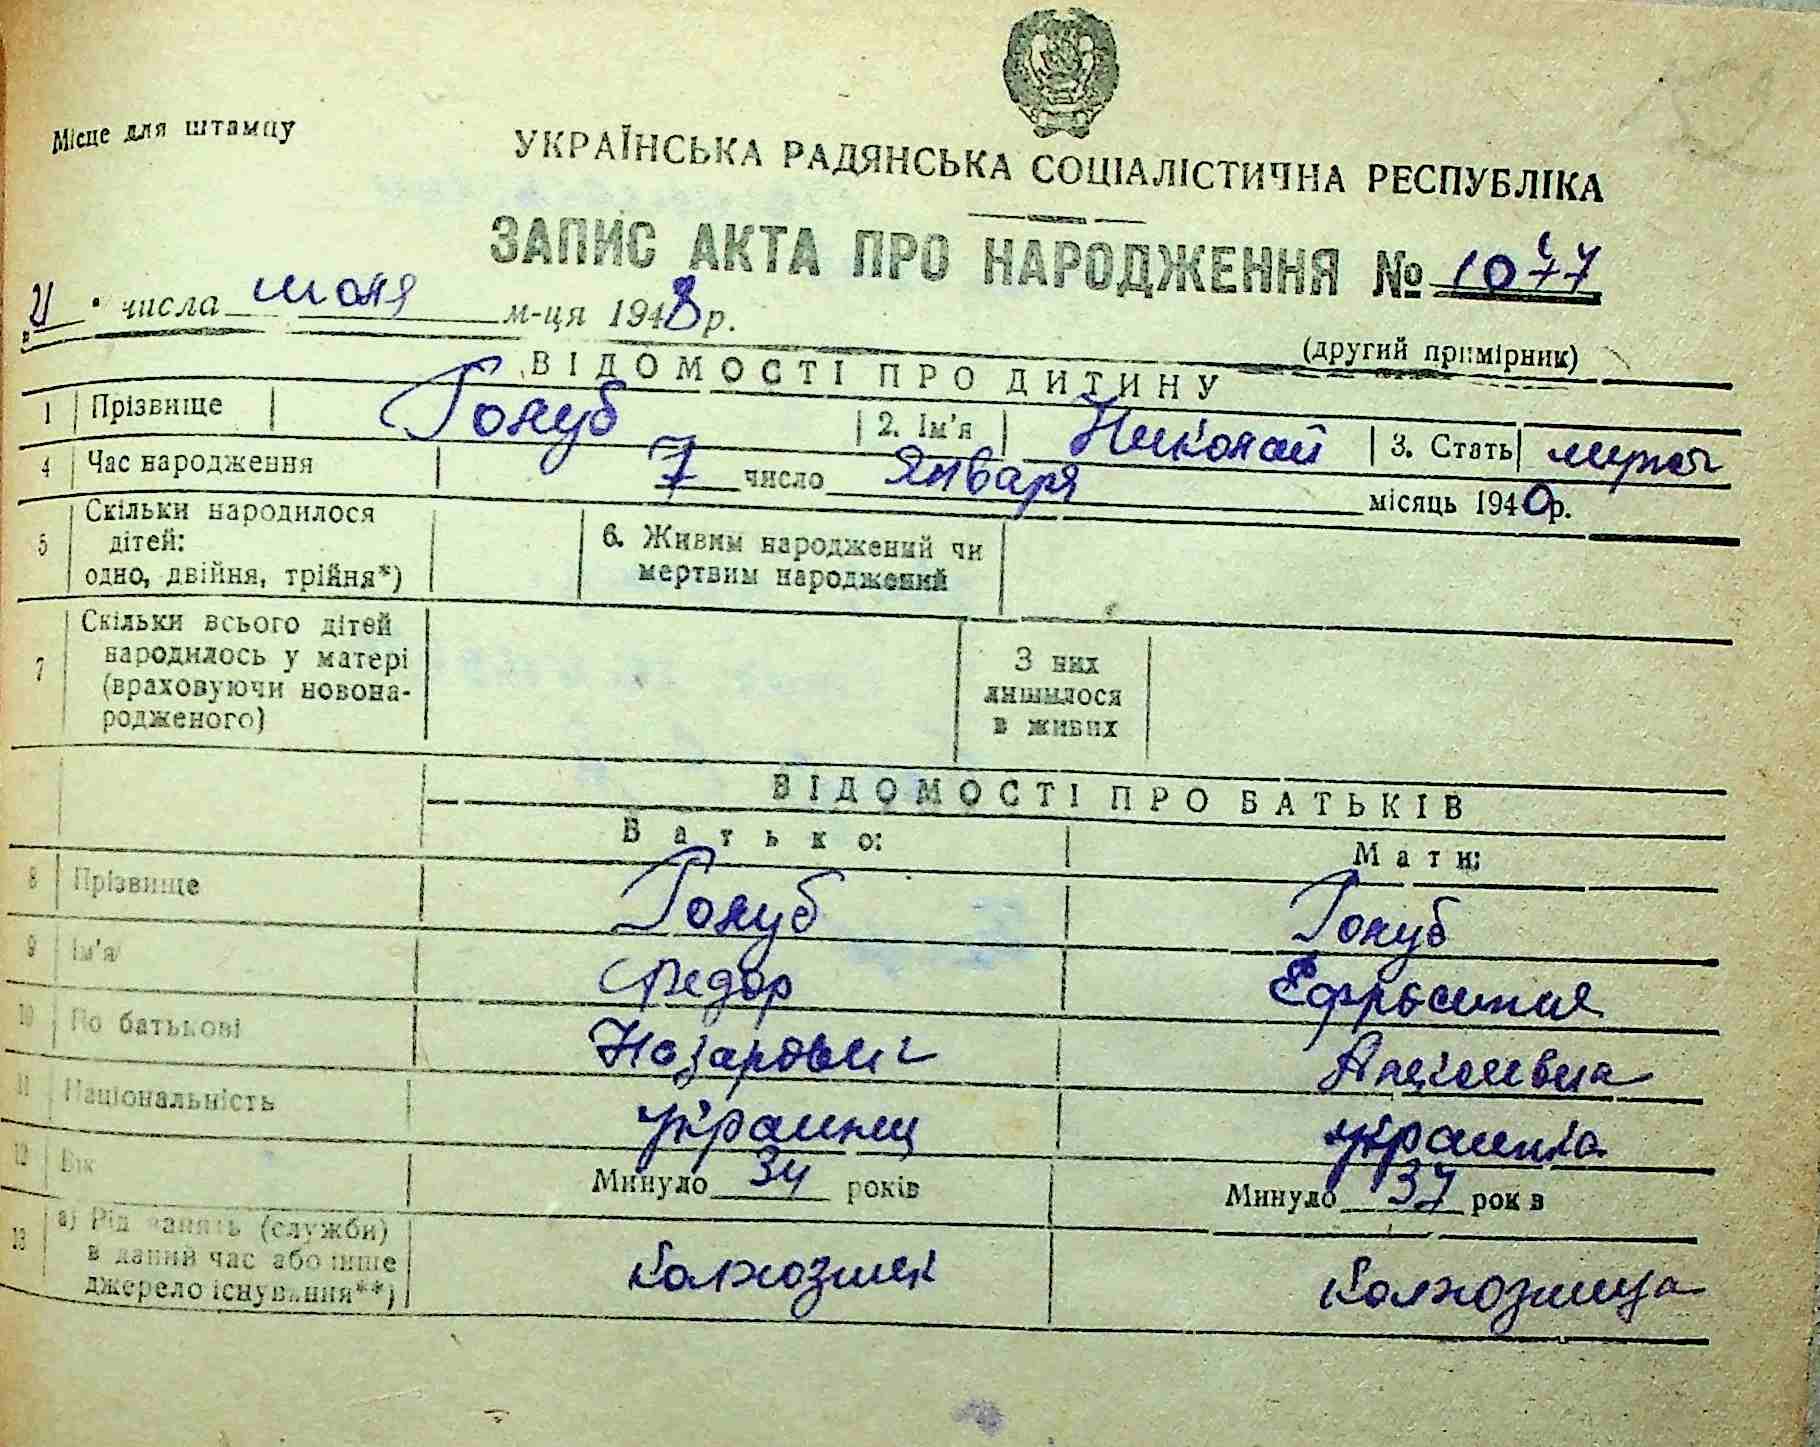 Місце для штампу
УКРАЇНСЬКА РАДЯНСЬКА СОЦІАЛІСТИЧНА РЕСПУБЛІКА
ЗАПИС АКТА ПРО НАРОДЖЕННЯ № 1077
"21" числа июня м-ця 1948 р.
(другий примірник)
ВІДОМОСТІ ПРО ДИТИНУ
1 Прізвище Голуб 2. Ім'я Николай 3. Стать мужск
4 Час народження 7 число Января місяць 1940 р.
5 Скільки народилося дітей: одно, двійня, трійня*) 6. Живим народжений чи мертвим народжений
7 Скільки всього дітей народилось у матері (враховуючи новонародженого) З них лишилося в живих
ВІДОМОСТІ ПРО БАТЬКІВ
Батько: Мати:
8 Прізвище Голуб Голуб
9 Ім'я Федор Ефросиния
10 По батькові Назарович Алексеевна
11 Національність украинец украинка
12 Вік Минуло 34 років Минуло 37 рок в
13 а) Рід занять (служби) в даний час або інше джерело існування**) колхозник колхозница